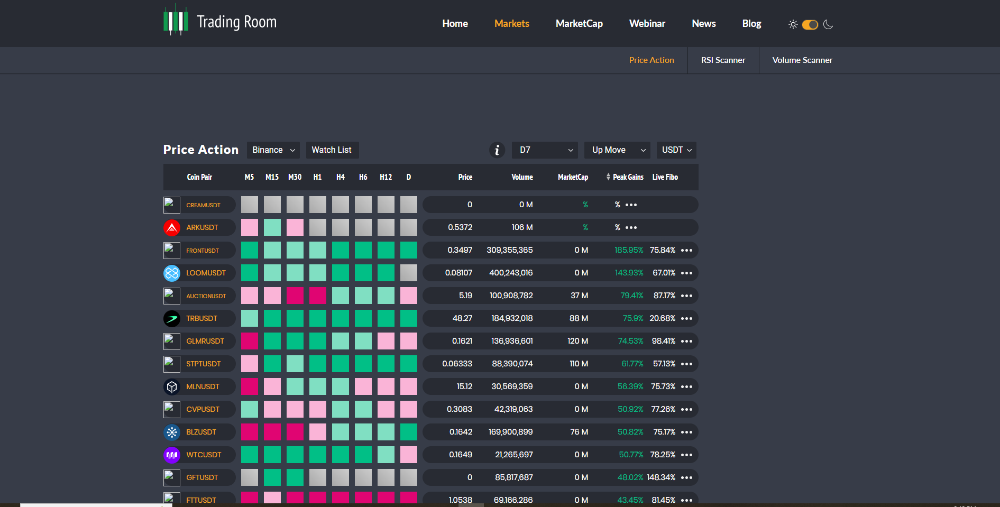 Trading Room
Home Markets MarketCap Webinar News Blog
Price Action RSI Scanner Volume Scanner
Price Action Binance Watch List i D7 Up Move USDT
Coin Pair M5 M15 M30 H1 H4 H6 H12 D Price Volume MarketCap Peak Gains Live Fibo
CREAMUSDT 0 0 M % %
ARKUSDT 0.5372 106 M % %
FRONTUSDT 0.3497 309,355,365 0 M 185.95% 75.84%
LOOMUSDT 0.08107 400,243,016 0 M 143.93% 67.01%
AUCTIONUSDT 5.19 100,908,782 37 M 79.41% 87.17%
TRBUSDT 48.27 184,932,018 88 M 75.9% 20.68%
GLMRUSDT 0.1621 136,936,601 120 M 74.53% 98.41%
STPTUSDT 0.06333 88,390,074 110 M 61.77% 57.13%
MLNUSDT 15.12 30,569,359 0 M 56.39% 75.73%
CVPUSDT 0.3083 42,319,063 0 M 50.92% 77.26%
BLZUSDT 0.1642 169,900,899 76 M 50.82% 75.17%
WTCUSDT 0.1649 21,265,697 0 M 50.77% 78.25%
GFTUSDT 0 85,817,687 0 M 48.02% 148.34%
FTTUSDT 1.0538 69,166,286 0 M 43.45% 81.45%